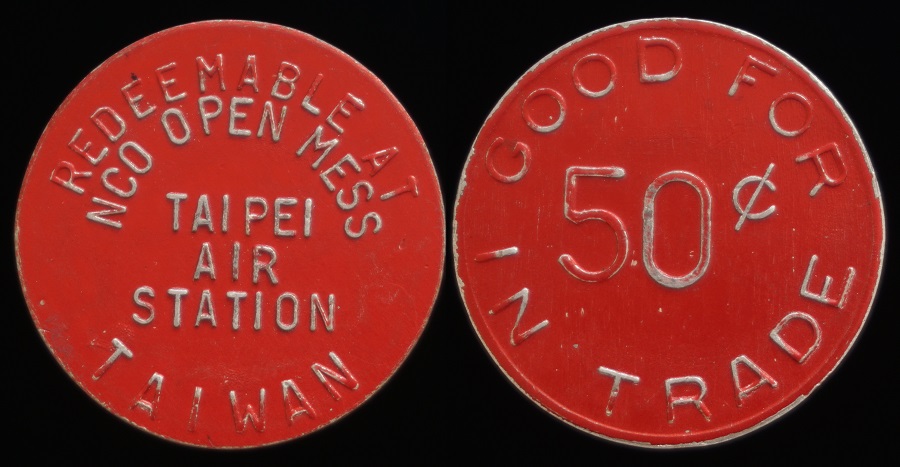 REDEEMABLE AT
NCO OPEN MESS
TAIPEI
AIR
STATION
TAIWAN
GOOD FOR
50¢
IN TRADE